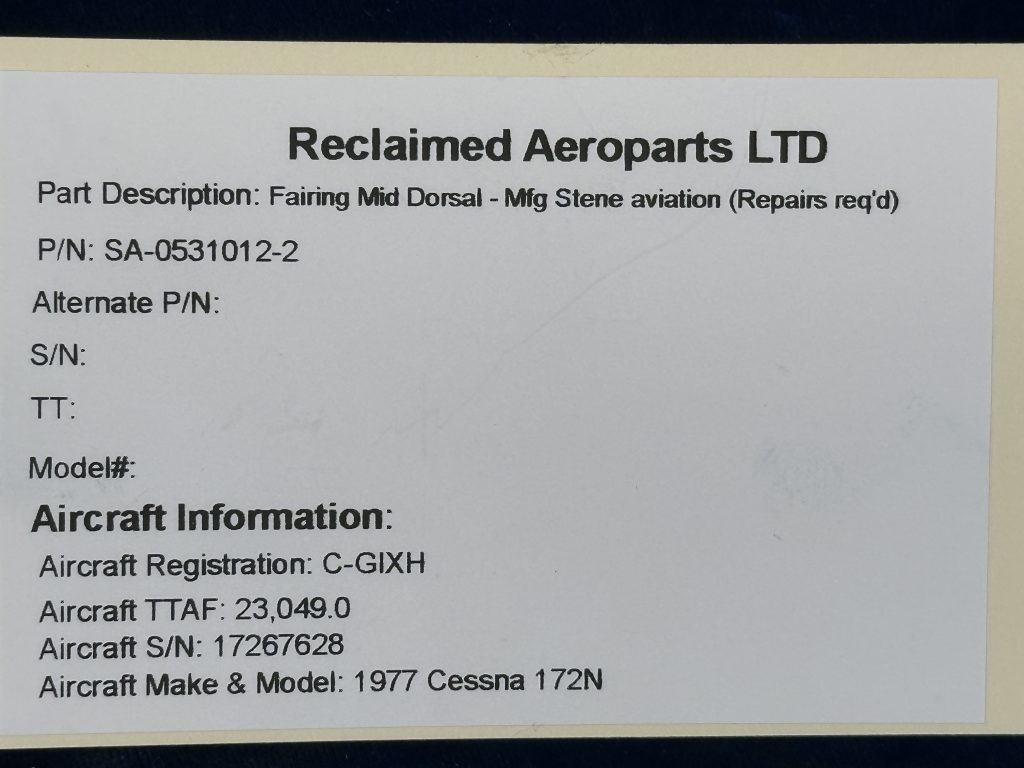 Reclaimed Aeroparts LTD
Part Description: Fairing Mid Dorsal - Mfg Stene aviation (Repairs req'd)
P/N: SA-0531012-2
Alternate P/N:
S/N:
TT:
Model#:
Aircraft Information:
Aircraft Registration: C-GIXH
Aircraft TTAF: 23,049.0
Aircraft S/N: 17267628
Aircraft Make & Model: 1977 Cessna 172N